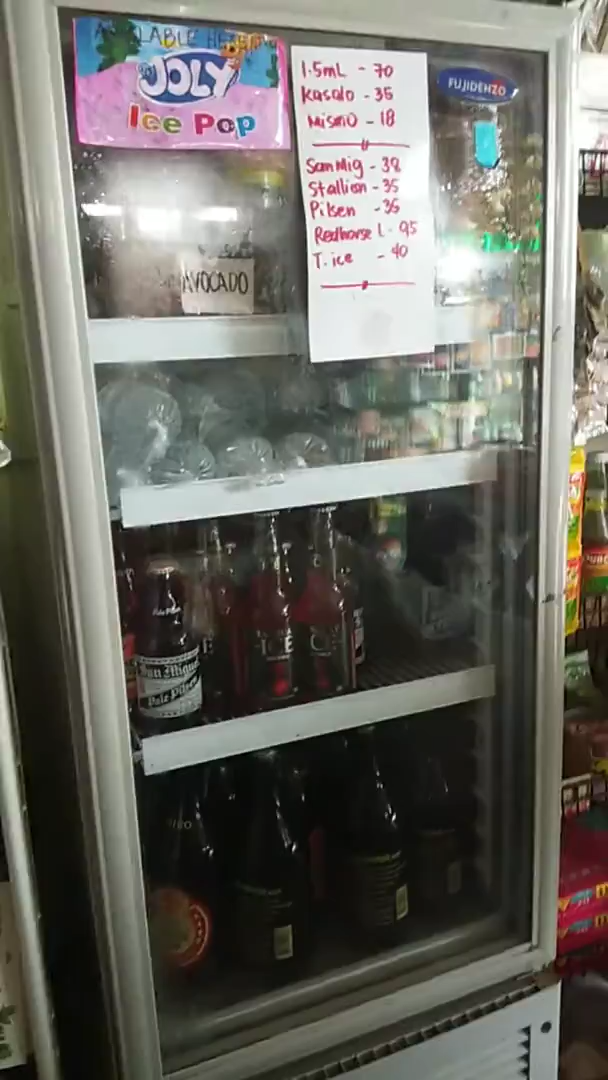 AVAILABLE HERE
JOLY
Ice Pop
1.5mL - 70
Kasalo - 35
Mismo - 18
SanMig - 38
Stallion - 35
Pilsen - 35
Redhorse L - 95
T. ice - 40
FUJIDENZO
AVOCADO
San Miguel
Pale Pilsen
ICE